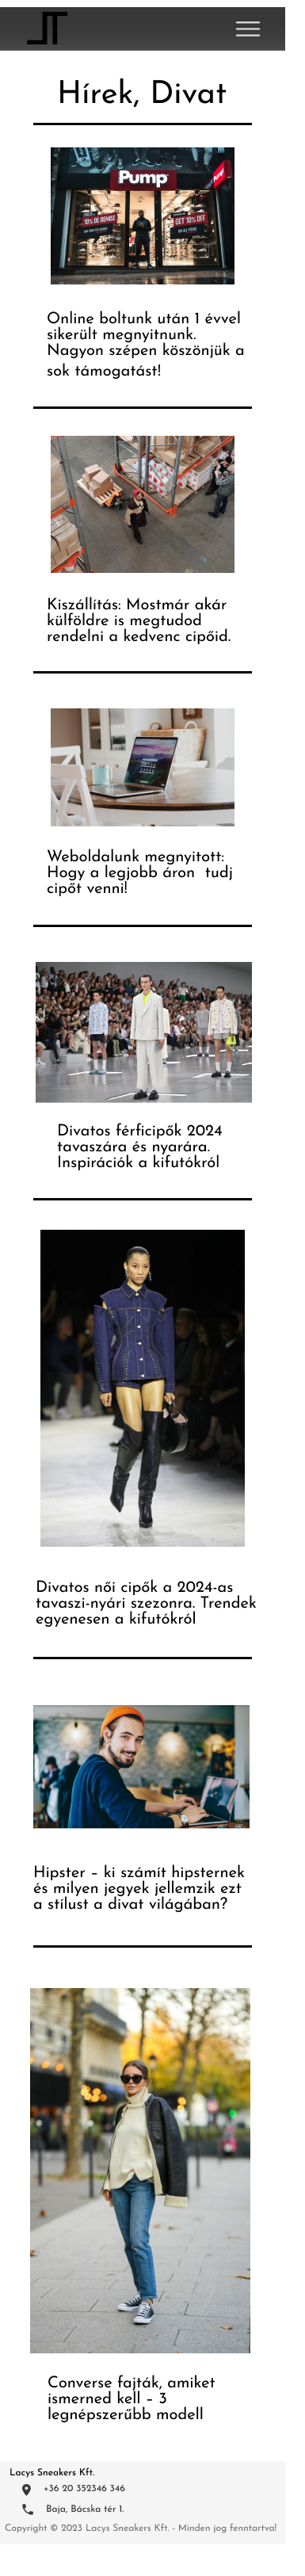 Hírek, Divat
Pump
GET 10% OFF
Online boltunk után 1 évvel
sikerült megnyitnunk.
Nagyon szépen köszönjük a
sok támogatást!
Kiszállítás: Mostmár akár
külföldre is megtudod
rendelni a kedvenc cipőid.
Weboldalunk megnyitott:
Hogy a legjobb áron  tudj
cipőt venni!
Divatos férficipők 2024
tavaszára és nyarára.
Inspirációk a kifutókról
Divatos női cipők a 2024-as
tavaszi-nyári szezonra. Trendek
egyenesen a kifutókról
Hipster – ki számít hipsternek
és milyen jegyek jellemzik ezt
a stílust a divat világában?
Converse fajták, amiket
ismerned kell – 3
legnépszerűbb modell
Lacys Sneakers Kft.
+36 20 352346 346
Baja, Bácska tér 1.
Copyright © 2023 Lacys Sneakers Kft. - Minden jog fenntartva!